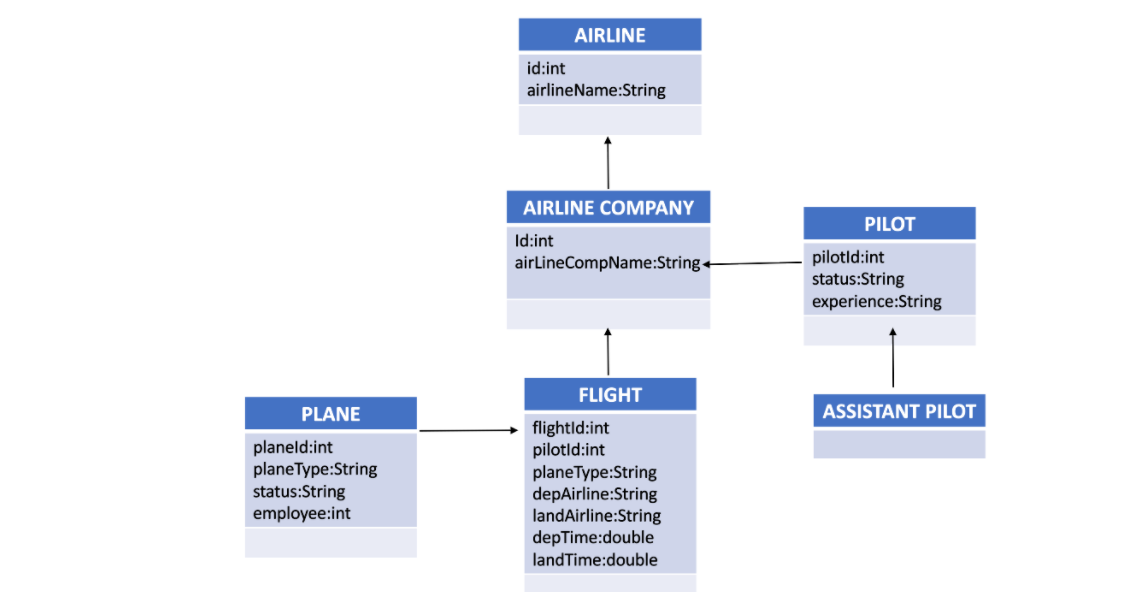 AIRLINE
id:int
airlineName:String
AIRLINE COMPANY
Id:int
airLineCompName:String
PILOT
pilotId:int
status:String
experience:String
ASSISTANT PILOT
PLANE
planeId:int
planeType:String
status:String
employee:int
FLIGHT
flightId:int
pilotId:int
planeType:String
depAirline:String
landAirline:String
depTime:double
landTime:double